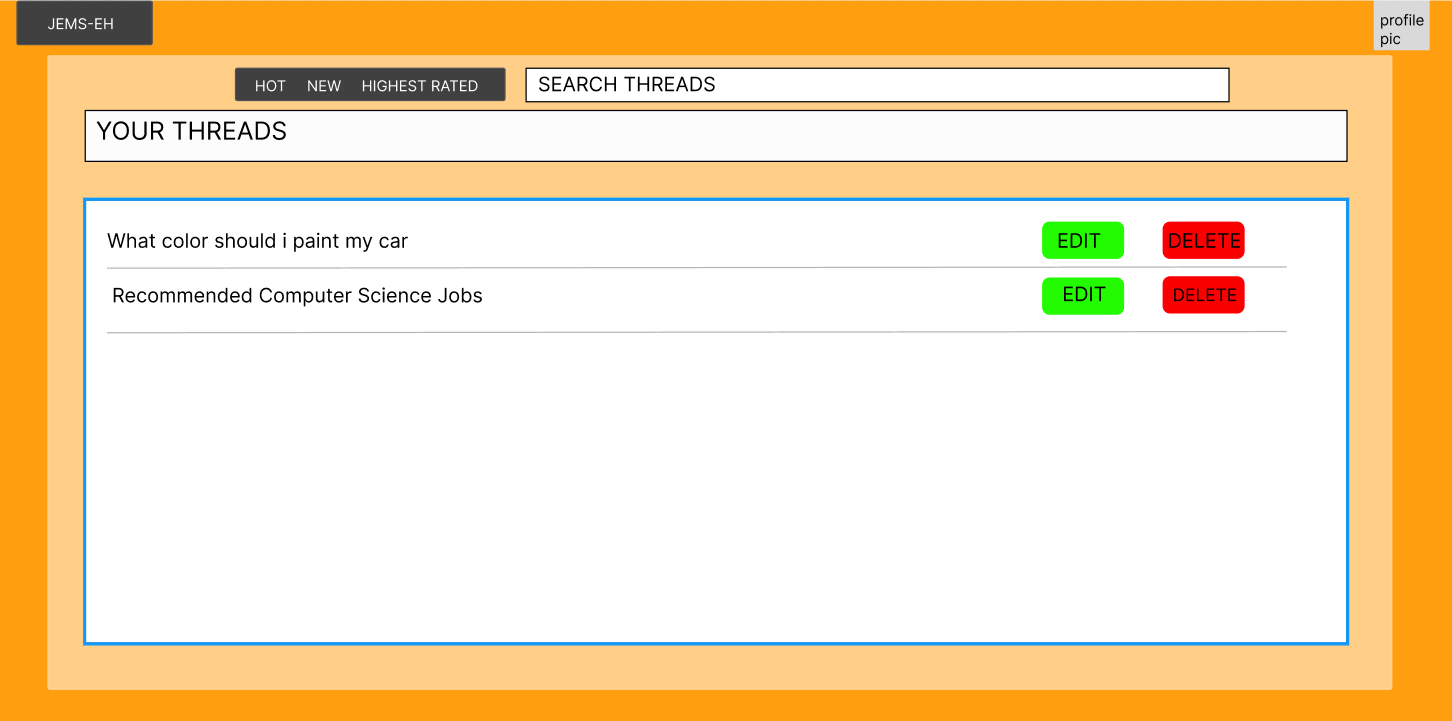 JEMS-EH
profile
pic
HOT NEW HIGHEST RATED
SEARCH THREADS
YOUR THREADS
What color should i paint my car
EDIT
DELETE
Recommended Computer Science Jobs
EDIT
DELETE